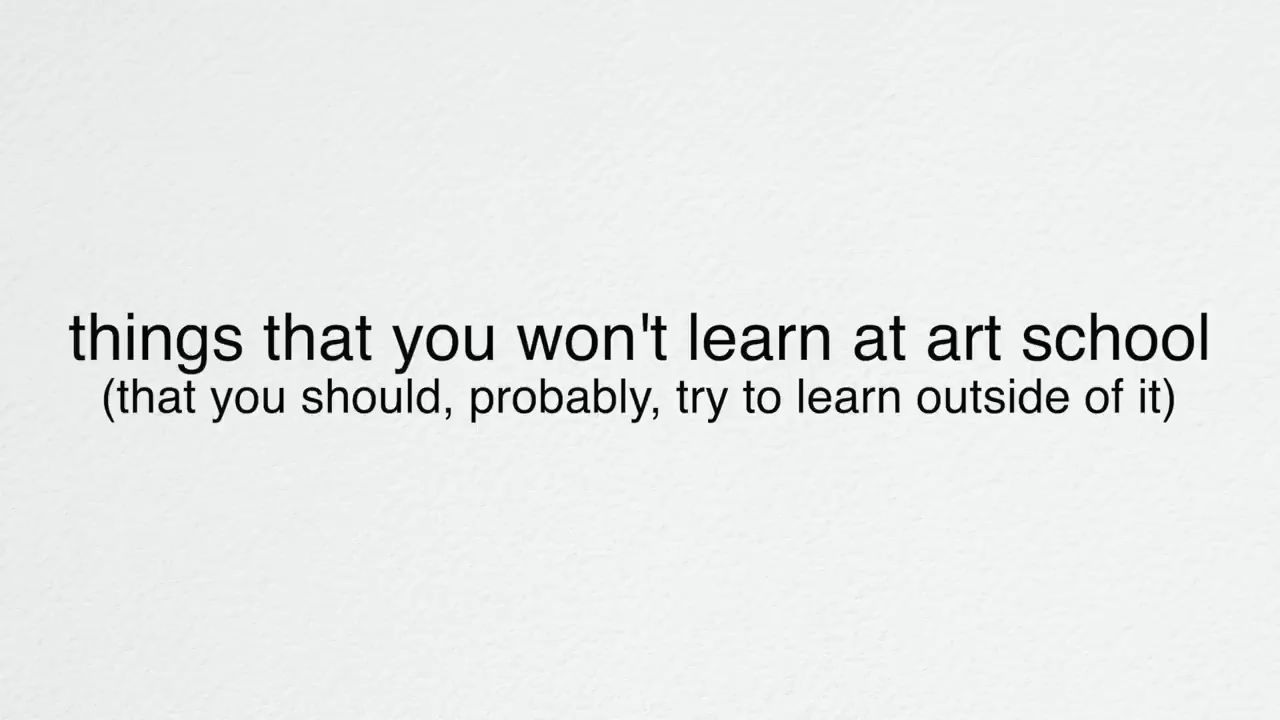 things that you won't learn at art school
(that you should, probably, try to learn outside of it)